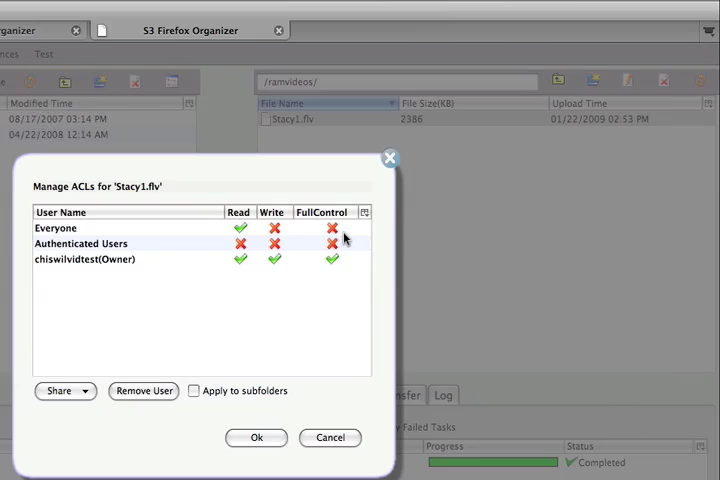 rganizer
S3 Firefox Organizer
nces Test
e
/ramvideos/
Modified Time
File Name File Size(KB) Upload Time
08/17/2007 03:14 PM
Stacy1.flv 2386 01/22/2009 02:53 PM
04/22/2008 12:14 AM
Manage ACLs for 'Stacy1.flv'
User Name Read Write FullControl
Everyone
Authenticated Users
chiswilvidtest(Owner)
Share Remove User Apply to subfolders
nsfer Log
Ok Cancel
y Failed Tasks
Progress Status
Completed